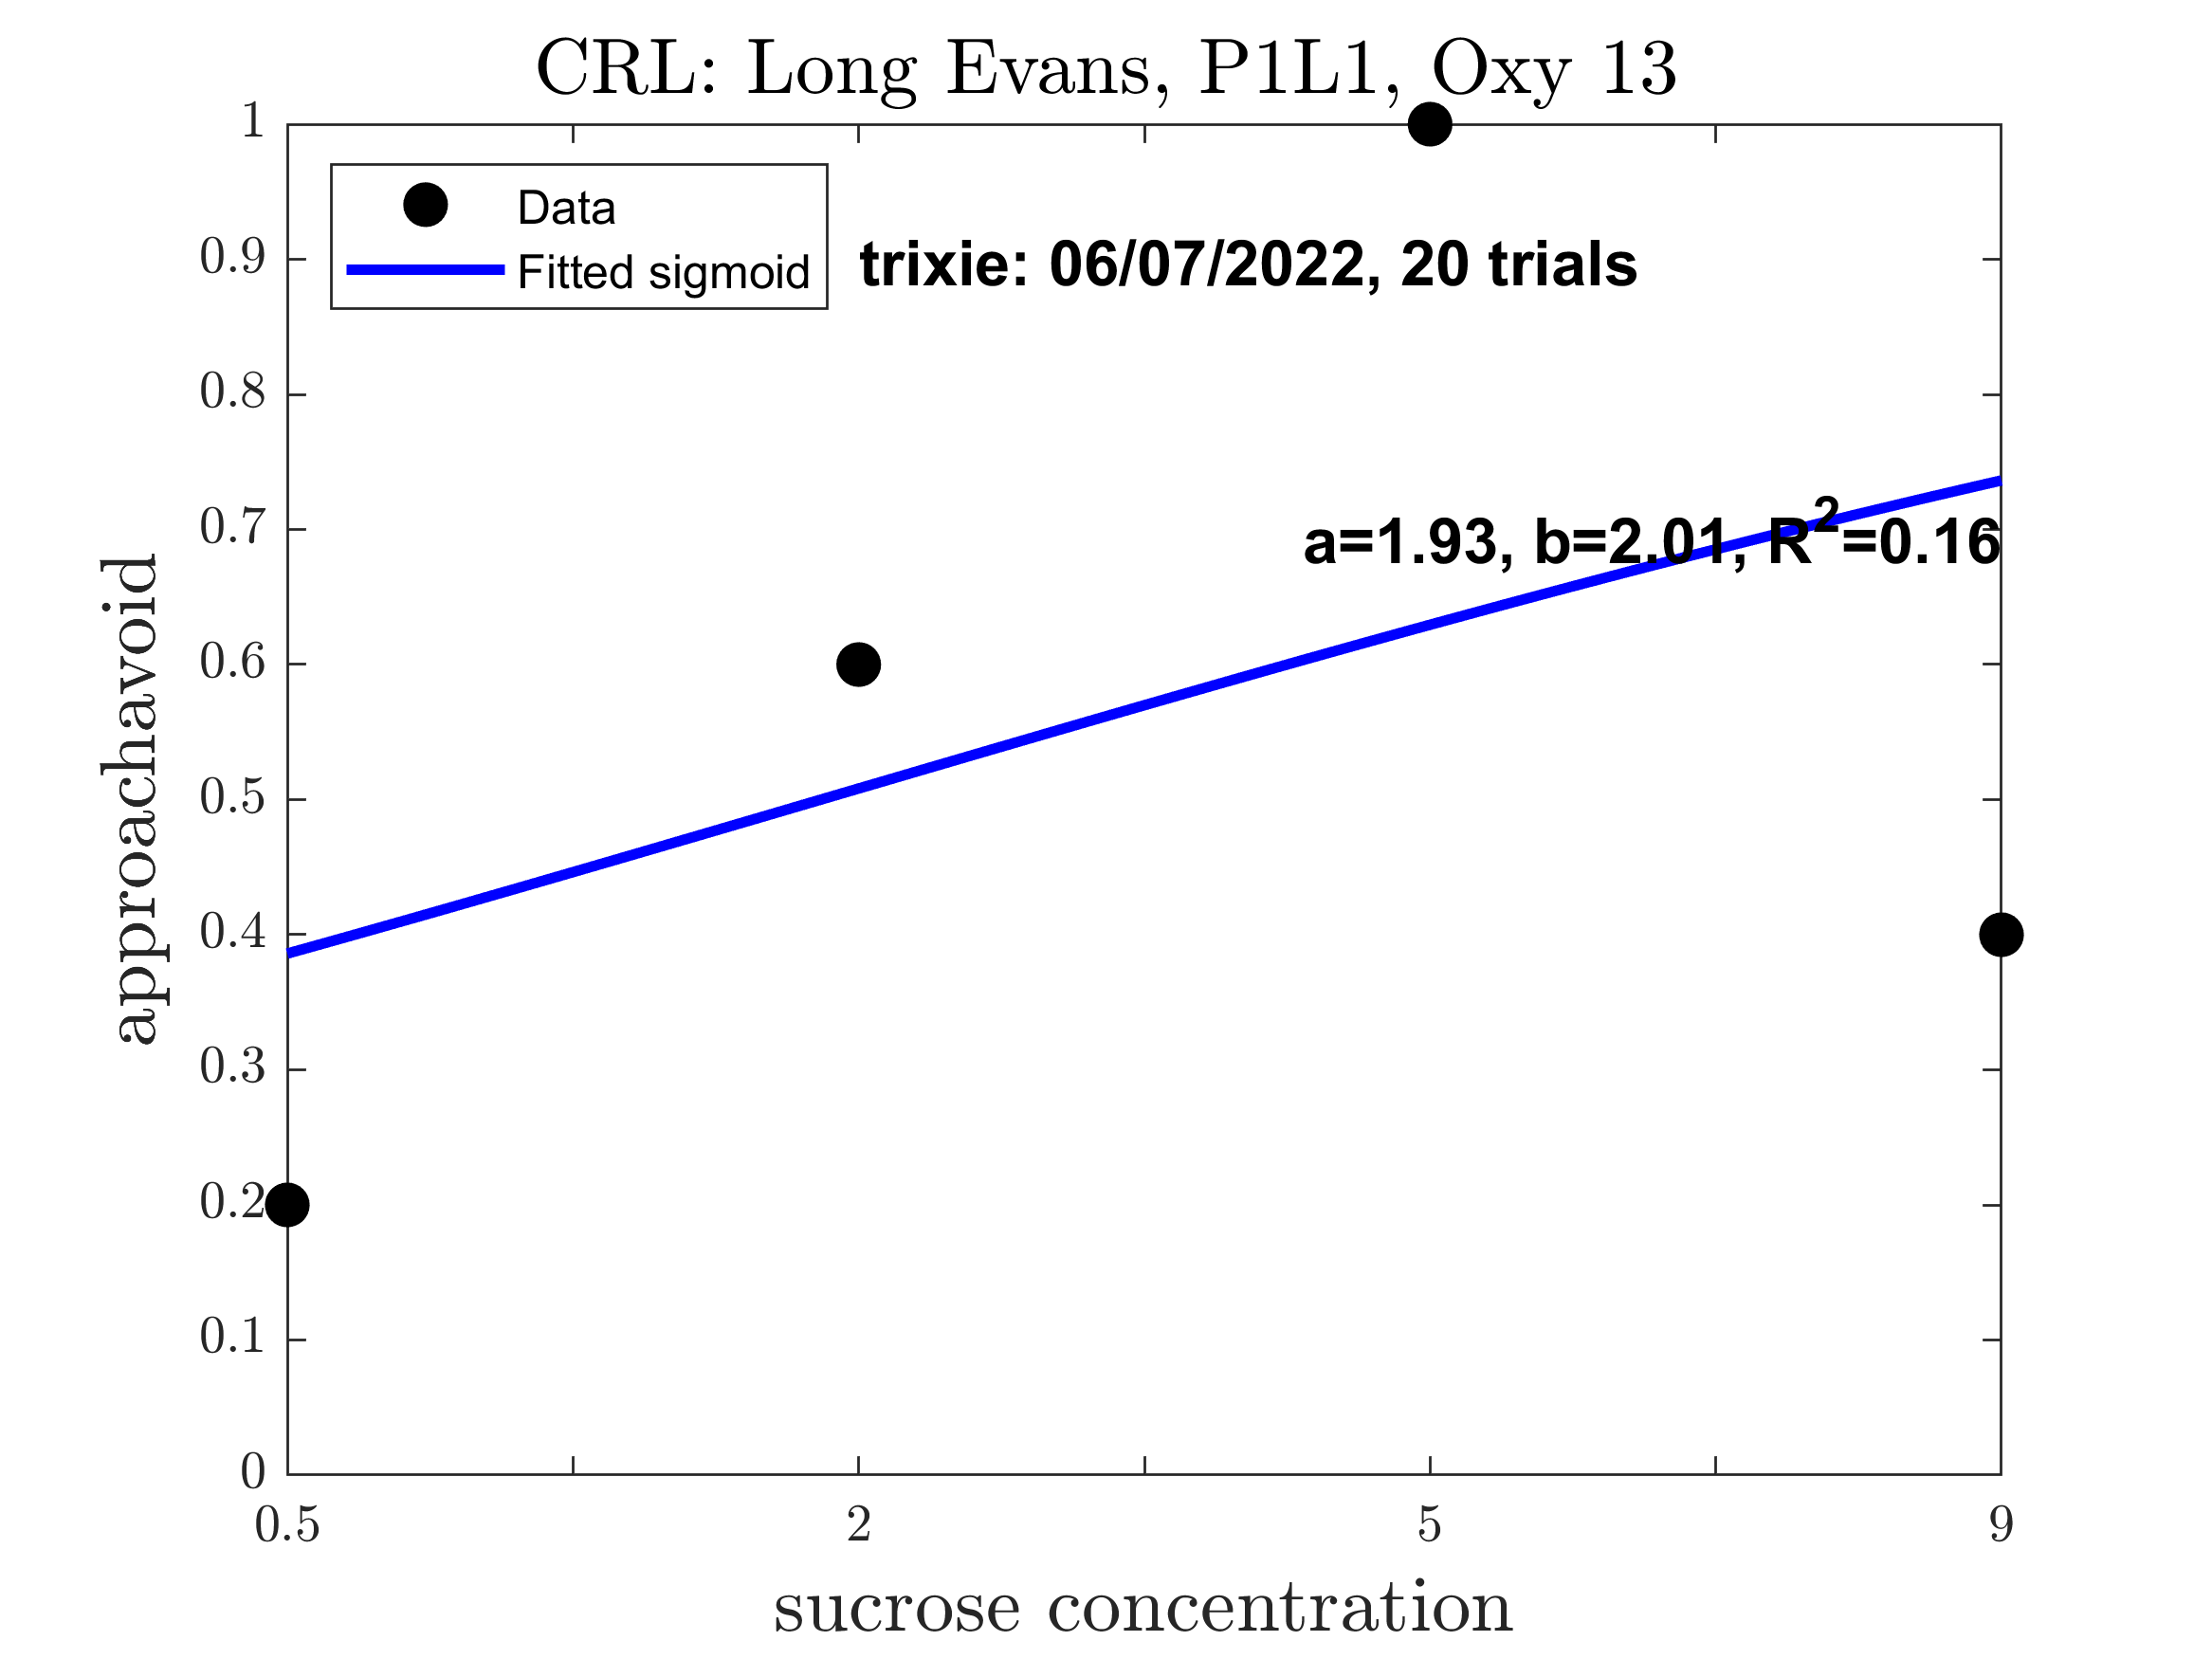 CRL: Long Evans, P1L1, Oxy 13
1
Data
trixie: 06/07/2022, 20 trials
0.9
Fitted sigmoid
0.8
0.7
a=1.93, b=2.01, R²=0.16
0.6
approachavoid
0.5
0.4
0.3
0.2
0.1
0
0.5 2 5 9
sucrose concentration